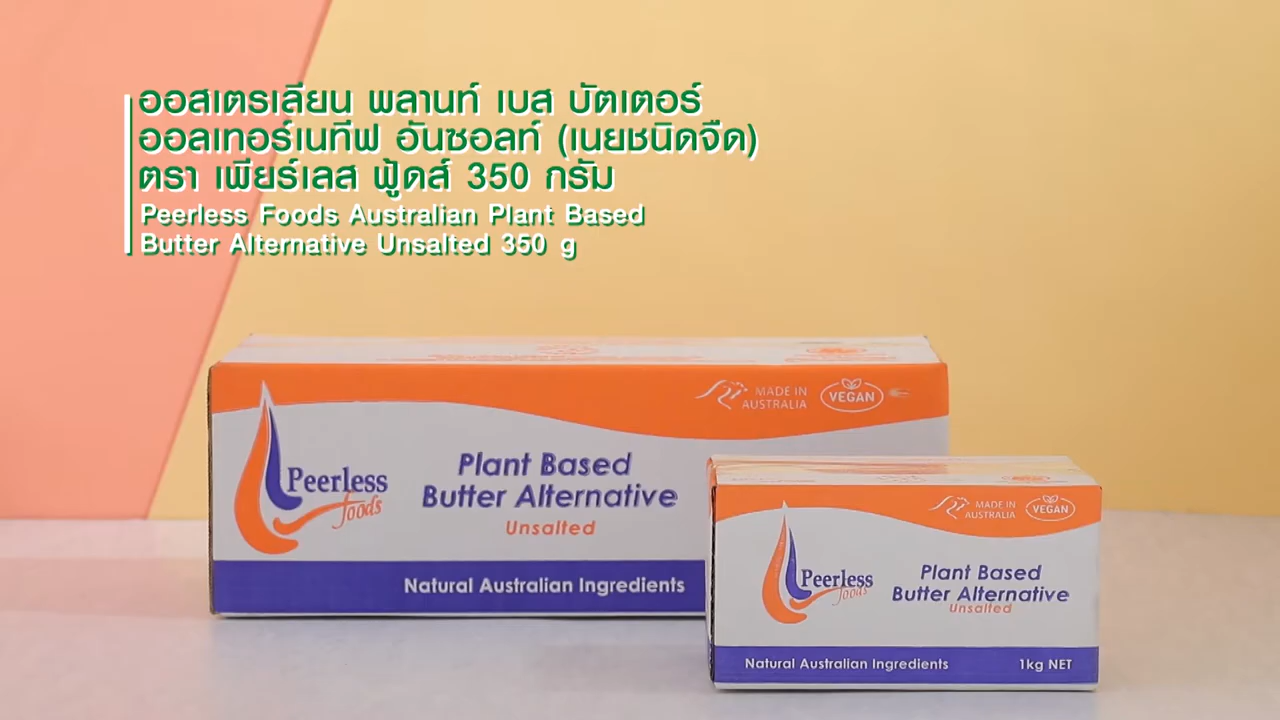 ออสเตรเลียน พลานท์ เบส บัตเตอร์
ออลเทอร์เนทีฟ อันซอลท์ (เนยชนิดจืด)
ตรา เพียร์เลส ฟู้ดส์ 350 กรัม
Peerless Foods Australian Plant Based
Butter Alternative Unsalted 350 g
MADE IN
AUSTRALIA
VEGAN
Peerless
foods
Plant Based
Butter Alternative
Unsalted
Natural Australian Ingredients
MADE IN
AUSTRALIA
VEGAN
Peerless
foods
Plant Based
Butter Alternative
Unsalted
Natural Australian Ingredients 1kg NET